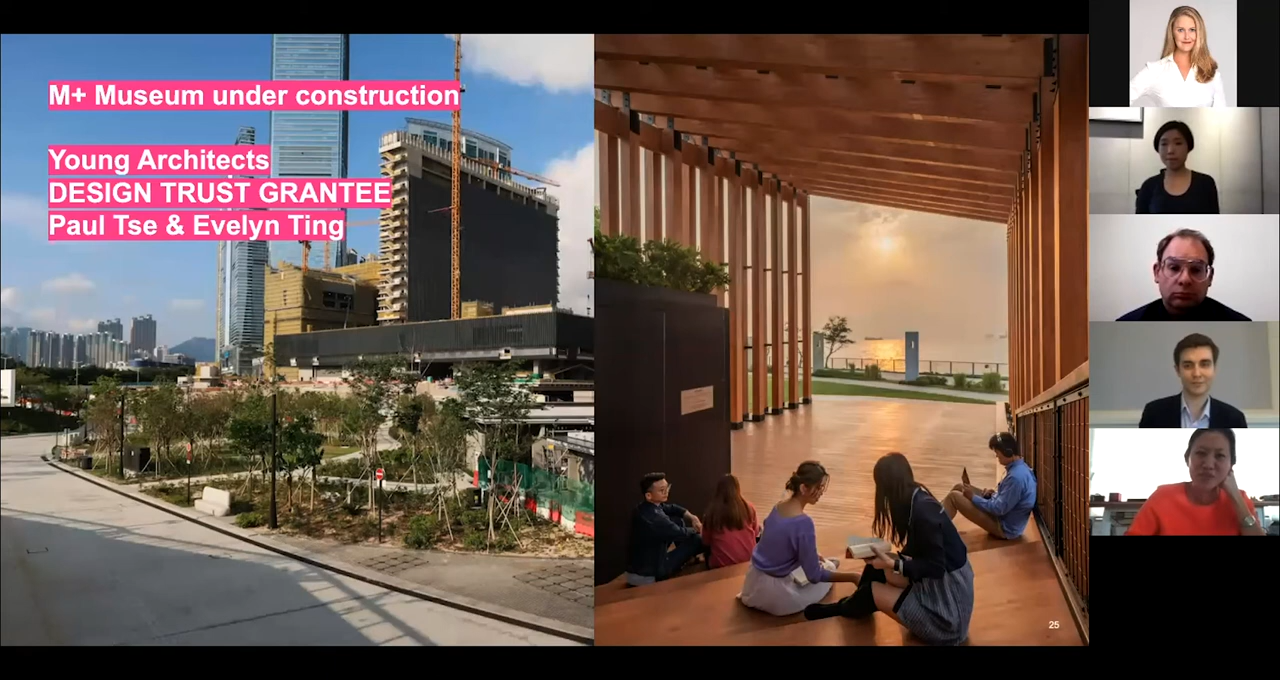 M+ Museum under construction
Young Architects
DESIGN TRUST GRANTEE
Paul Tse & Evelyn Ting
25